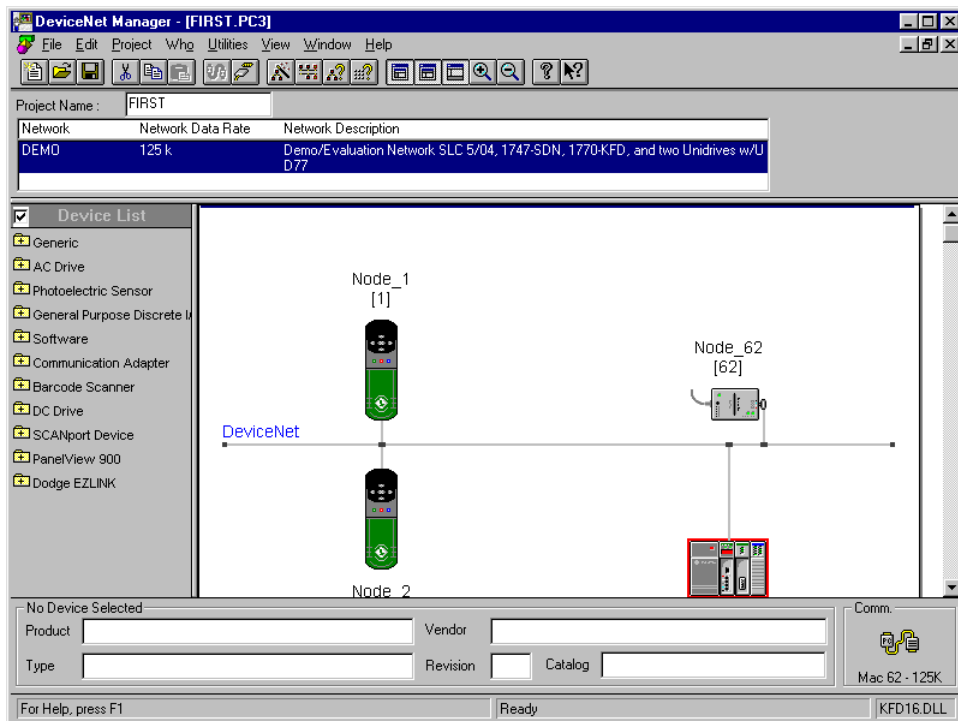 DeviceNet Manager - [FIRST.PC3]
File Edit Project Who Utilities View Window Help
Project Name : FIRST
Network Network Data Rate Network Description
DEMO 125 k Demo/Evaluation Network SLC 5/04, 1747-SDN, 1770-KFD, and two Unidrives w/U
D77
Device List
Generic
AC Drive
Photoelectric Sensor
General Purpose Discrete I/
Software
Communication Adapter
Barcode Scanner
DC Drive
SCANport Device
PanelView 900
Dodge EZLINK
Node_1
[1]
Node_62
[62]
DeviceNet
Node_2
No Device Selected
Product Vendor
Type Revision Catalog
Comm.
Mac 62 - 125K
For Help, press F1 Ready KFD16.DLL